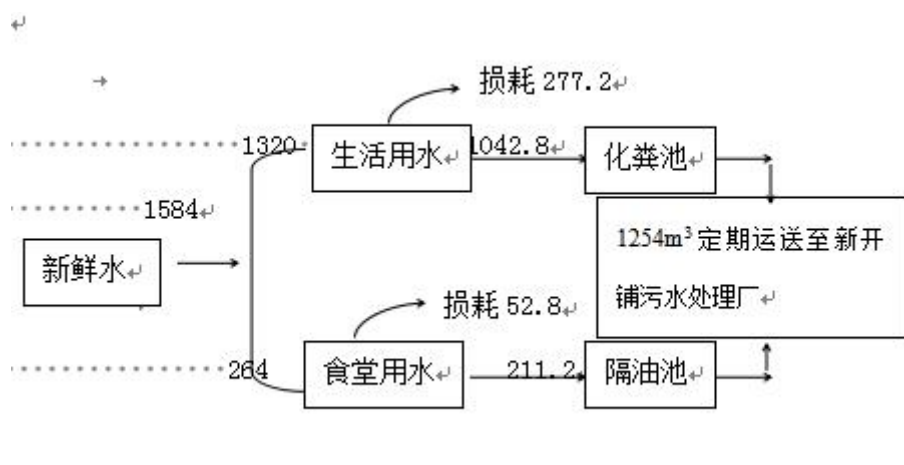 损耗 277.2
1320
生活用水
1042.8
化粪池
1584
新鲜水
1254m³定期运送至新开
铺污水处理厂
损耗 52.8
264
食堂用水
211.2
隔油池